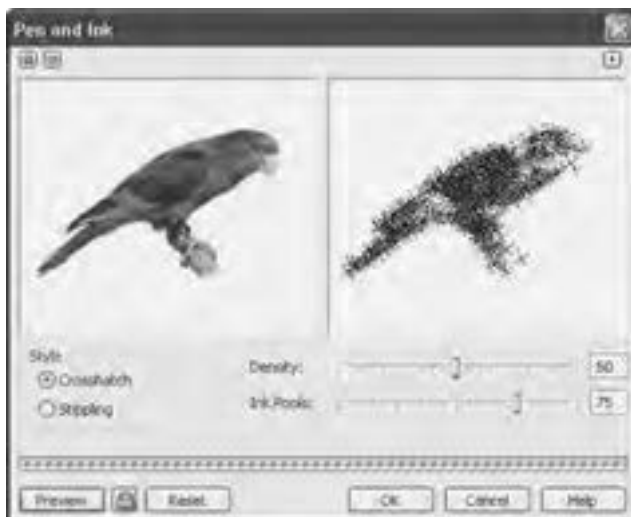 Pen and Ink
Style
Crosshatch
Stippling
Density: 50
Ink Pools: 75
Preview Reset OK Cancel Help